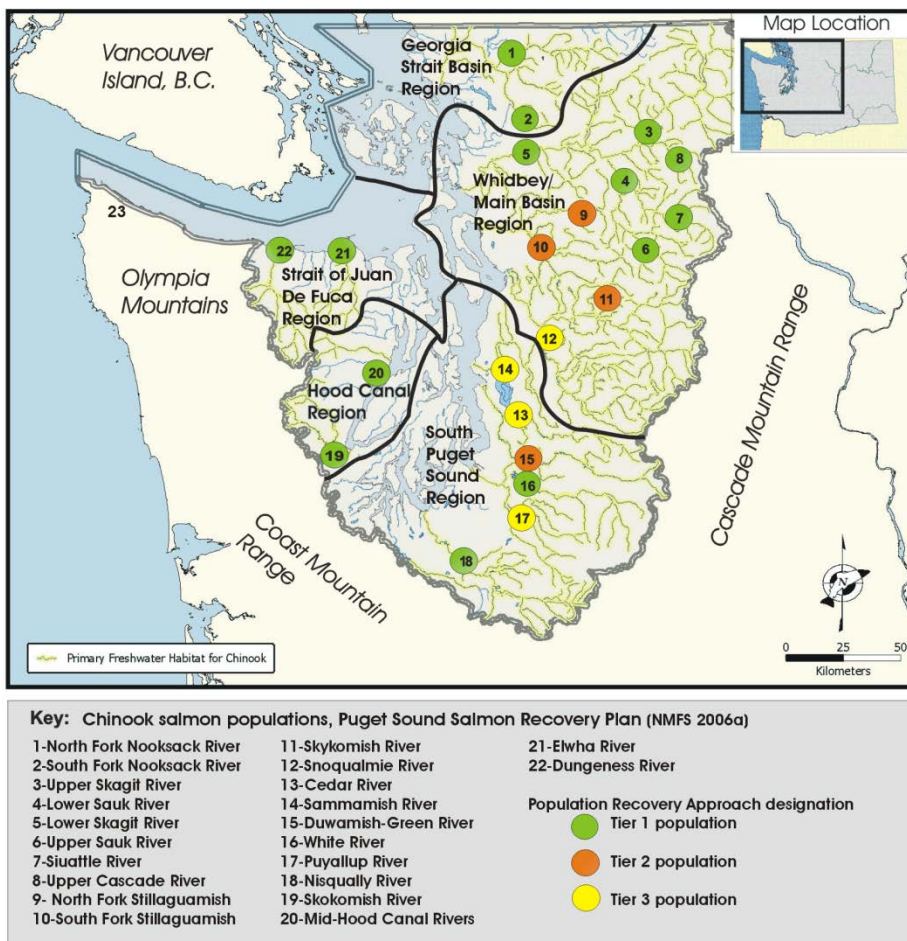 Map Location
Vancouver
Island, B.C.
Georgia
Strait Basin
Region
1
2
3
5
8
4
Whidbey/
Main Basin
Region
9
7
10
6
23
22
21
Olympia
Mountains
Strait of Juan
De Fuca
Region
11
12
14
20
Hood Canal
Region
13
Cascade Mountain Range
South
Puget
Sound
Region
19
15
16
17
18
Coast Mountain
Range
N
Primary Freshwater Habitat for Chinook
0 25 50
Kilometers
Key: Chinook salmon populations, Puget Sound Salmon Recovery Plan (NMFS 2006a)
1-North Fork Nooksack River
2-South Fork Nooksack River
3-Upper Skagit River
4-Lower Sauk River
5-Lower Skagit River
6-Upper Sauk River
7-Siuattle River
8-Upper Cascade River
9- North Fork Stillaguamish
10-South Fork Stillaguamish
11-Skykomish River
12-Snoqualmie River
13-Cedar River
14-Sammamish River
15-Duwamish-Green River
16-White River
17-Puyallup River
18-Nisqually River
19-Skokomish River
20-Mid-Hood Canal Rivers
21-Elwha River
22-Dungeness River
Population Recovery Approach designation
Tier 1 population
Tier 2 population
Tier 3 population